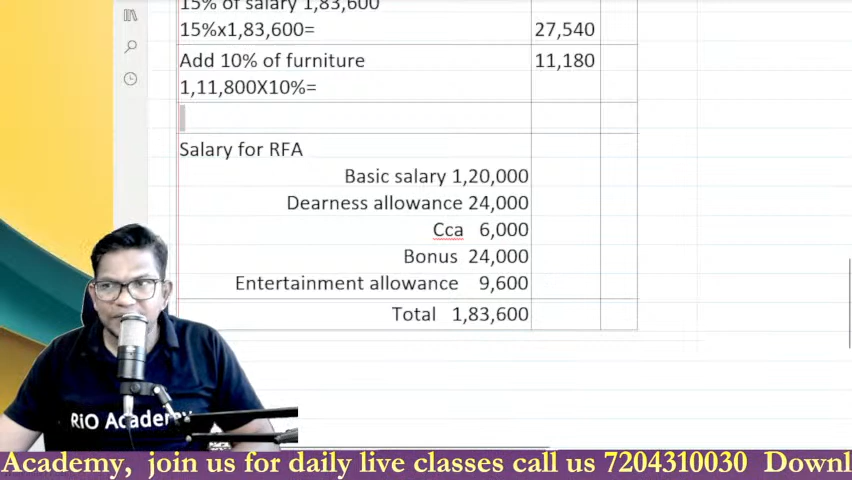 15% of salary 1,83,600
15%x1,83,600= 27,540
Add 10% of furniture 11,180
1,11,800X10%=
Salary for RFA
Basic salary 1,20,000
Dearness allowance 24,000
Cca 6,000
Bonus 24,000
Entertainment allowance 9,600
Total 1,83,600
RiO Academy
Academy, join us for daily live classes call us 7204310030 Downl